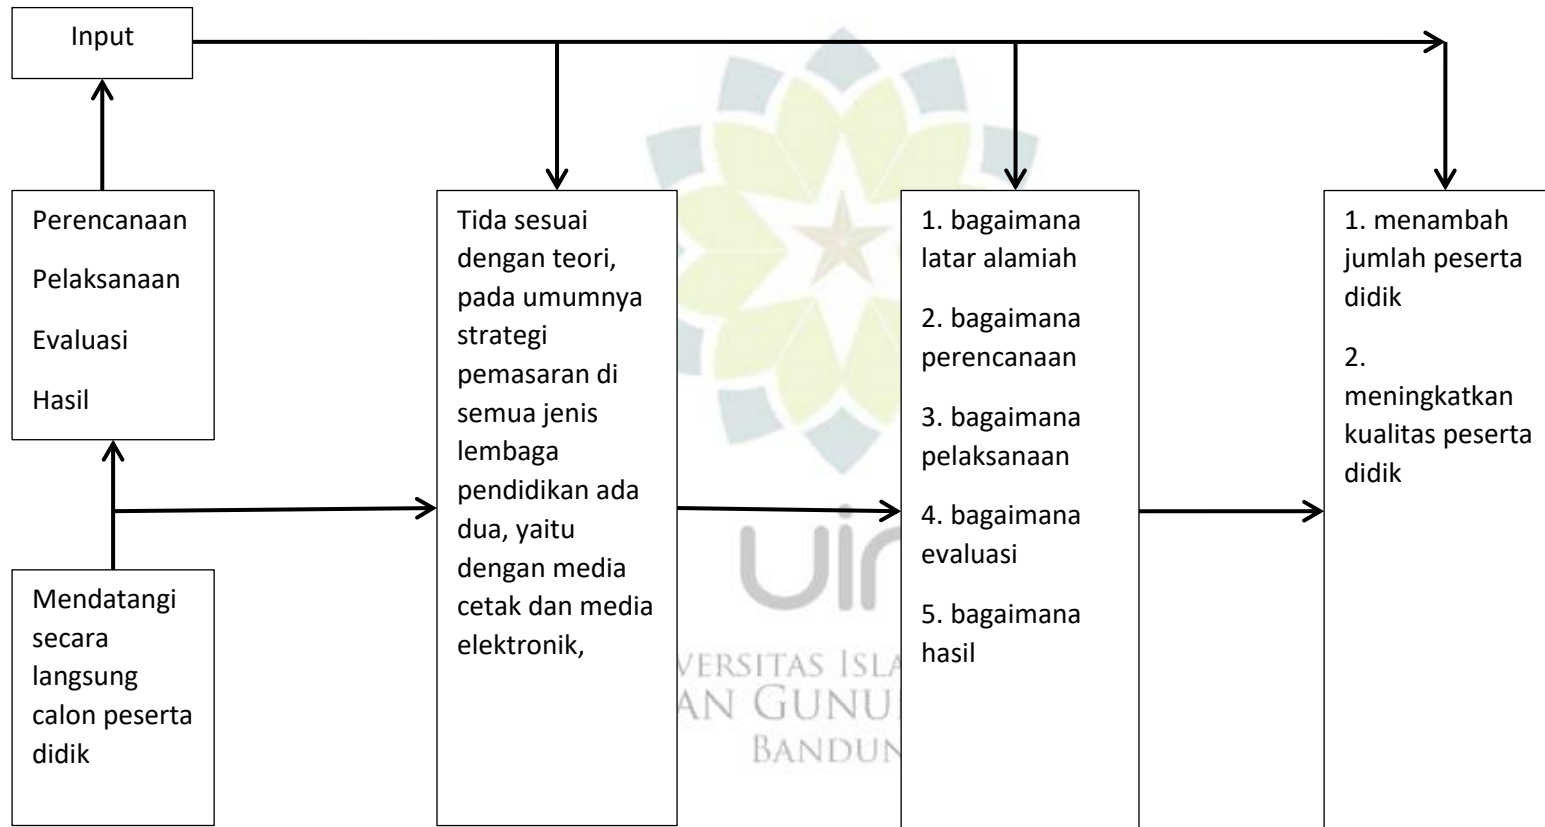 Input
Perencanaan
Pelaksanaan
Evaluasi
Hasil
Mendatangi
secara
langsung
calon peserta
didik
Tida sesuai
dengan teori,
pada umumnya
strategi
pemasaran di
semua jenis
lembaga
pendidikan ada
dua, yaitu
dengan media
cetak dan media
elektronik,
1. bagaimana
latar alamiah
2. bagaimana
perencanaan
3. bagaimana
pelaksanaan
4. bagaimana
evaluasi
5. bagaimana
hasil
1. menambah
jumlah peserta
didik
2.
meningkatkan
kualitas peserta
didik